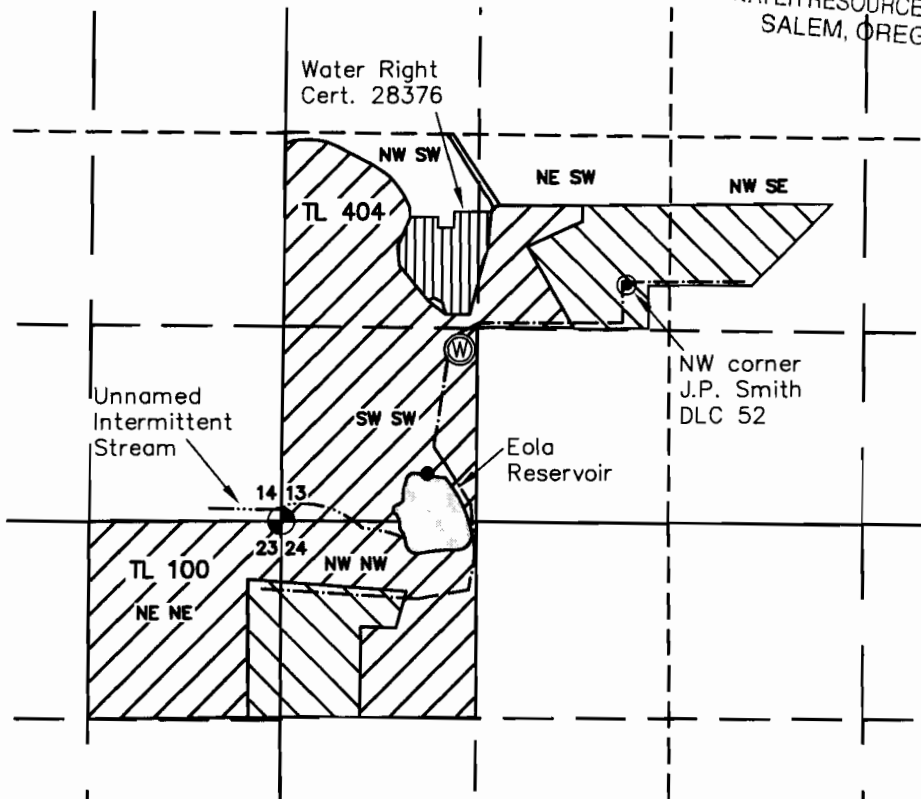 SALEM, OREG
Water Right
Cert. 28376
NW SW
NE SW
NW SE
TL 404
W
NW corner
J.P. Smith
DLC 52
Unnamed
Intermittent
Stream
SW SW
Eola
Reservoir
14 13
23 24
TL 100
NW NW
NE NE